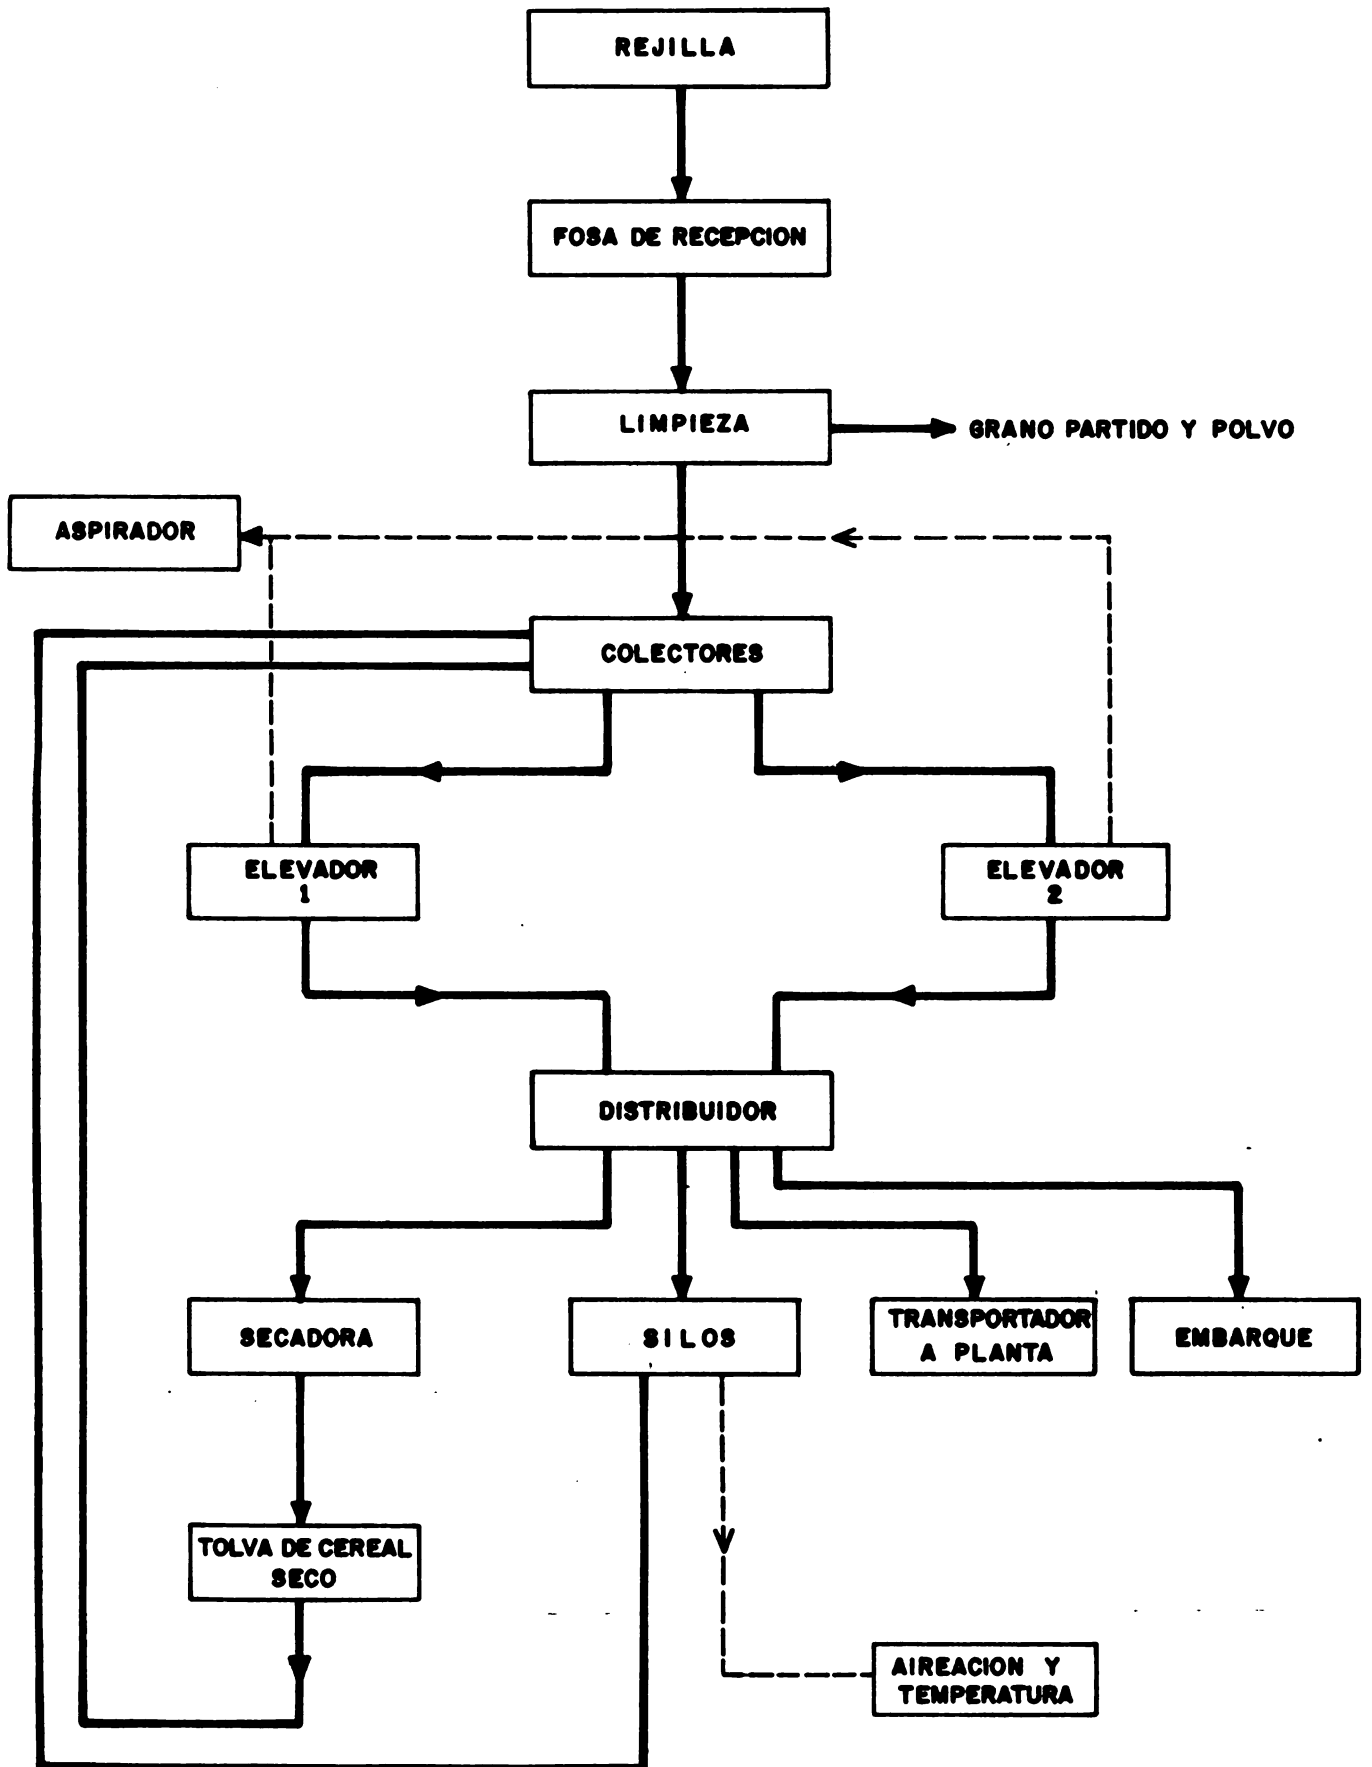 REJILLA
FOSA DE RECEPCION
LIMPIEZA
GRANO PARTIDO Y POLVO
ASPIRADOR
COLECTORES
ELEVADOR
1
ELEVADOR
2
DISTRIBUIDOR
SECADORA
SILOS
TRANSPORTADOR
A PLANTA
EMBARQUE
TOLVA DE CEREAL
SECO
AIREACION Y
TEMPERATURA